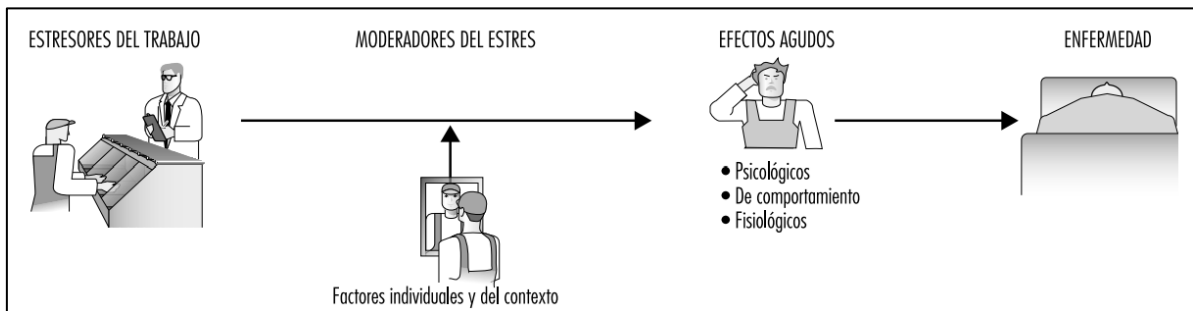 ESTRESORES DEL TRABAJO
MODERADORES DEL ESTRES
EFECTOS AGUDOS
ENFERMEDAD
• Psicológicos
• De comportamiento
• Fisiológicos
Factores individuales y del contexto